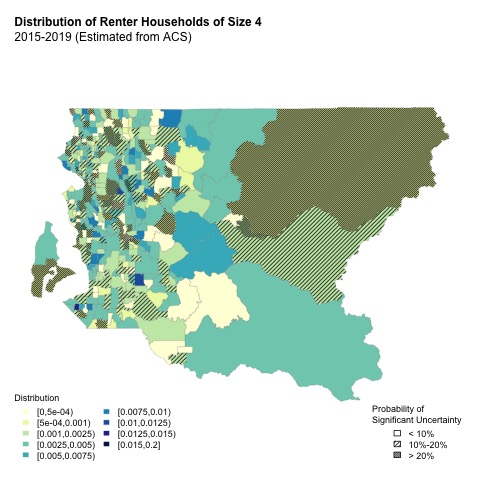 Distribution of Renter Households of Size 4
2015-2019 (Estimated from ACS)
Distribution
[0,5e-04)
[5e-04,0.001)
[0.001,0.0025)
[0.0025,0.005)
[0.005,0.0075)
[0.0075,0.01)
[0.01,0.0125)
[0.0125,0.015)
[0.015,0.2]
Probability of
Significant Uncertainty
< 10%
10%-20%
> 20%